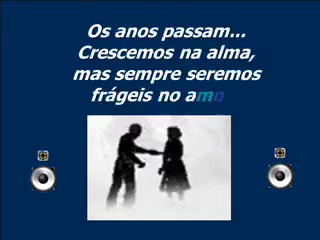 Os anos passam...
Crescemos na alma,
mas sempre seremos
frágeis no amo